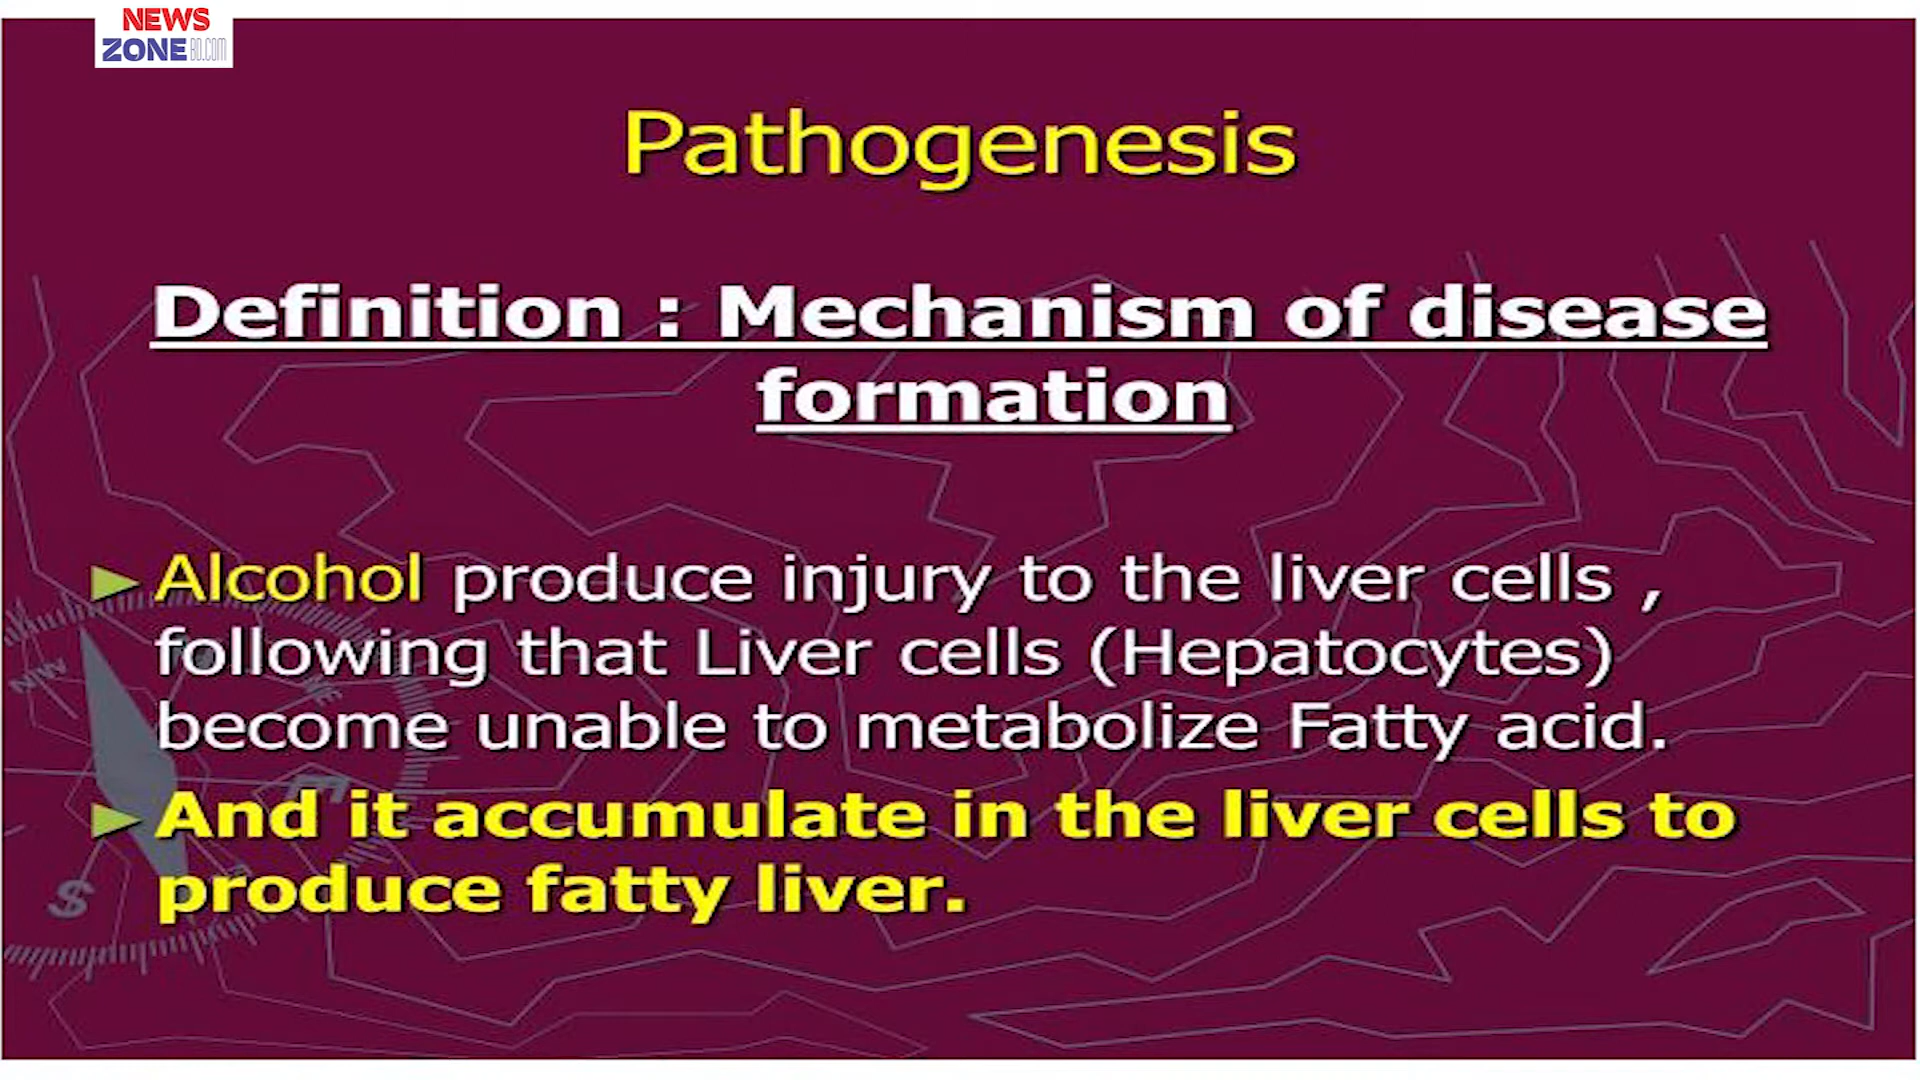 NEWS
ZONE BD.COM
Pathogenesis
Definition : Mechanism of disease
formation
Alcohol produce injury to the liver cells ,
following that Liver cells (Hepatocytes)
become unable to metabolize Fatty acid.
And it accumulate in the liver cells to
produce fatty liver.
NW
NE
E
S